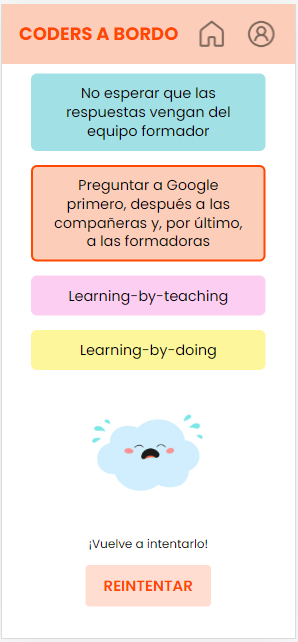 CODERS A BORDO
No esperar que las
respuestas vengan del
equipo formador
Preguntar a Google
primero, después a las
compañeras y, por último,
a las formadoras
Learning-by-teaching
Learning-by-doing
¡Vuelve a intentarlo!
REINTENTAR